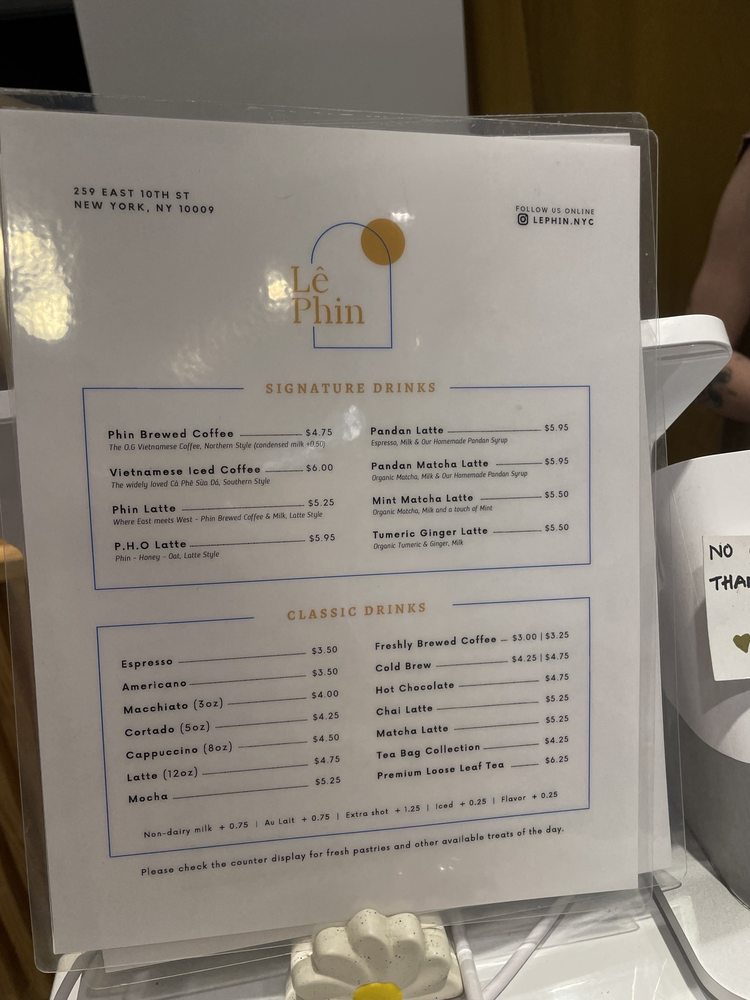 259 EAST 10TH ST
NEW YORK, NY 10009
FOLLOW US ONLINE
LEPHIN.NYC
Lê
Phin
SIGNATURE DRINKS
Phin Brewed Coffee $4.75
The O.G Vietnamese Coffee, Northern Style (condensed milk +0.50)
Vietnamese Iced Coffee $6.00
The widely loved Cà Phê Sữa Đá, Southern Style
Phin Latte $5.25
Where East meets West - Phin Brewed Coffee & Milk, Latte Style
P.H.O Latte $5.95
Phin - Honey - Oat, Latte Style
Pandan Latte $5.95
Espresso, Milk & Our Homemade Pandan Syrup
Pandan Matcha Latte $5.95
Organic Matcha, Milk & Our Homemade Pandan Syrup
Mint Matcha Latte $5.50
Organic Matcha, Milk and a touch of Mint
Tumeric Ginger Latte $5.50
Organic Tumeric & Ginger, Milk
CLASSIC DRINKS
Espresso $3.50
Americano $3.50
Macchiato (3oz) $4.00
Cortado (5oz) $4.25
Cappuccino (8oz) $4.50
Latte (12oz) $4.75
Mocha $5.25
Freshly Brewed Coffee $3.00 | $3.25
Cold Brew $4.25 | $4.75
Hot Chocolate $4.75
Chai Latte $5.25
Matcha Latte $5.25
Tea Bag Collection $4.25
Premium Loose Leaf Tea $6.25
Non-dairy milk + 0.75 | Au Lait + 0.75 | Extra shot + 1.25 | Iced + 0.25 | Flavor + 0.25
Please check the counter display for fresh pastries and other available treats of the day.
NO